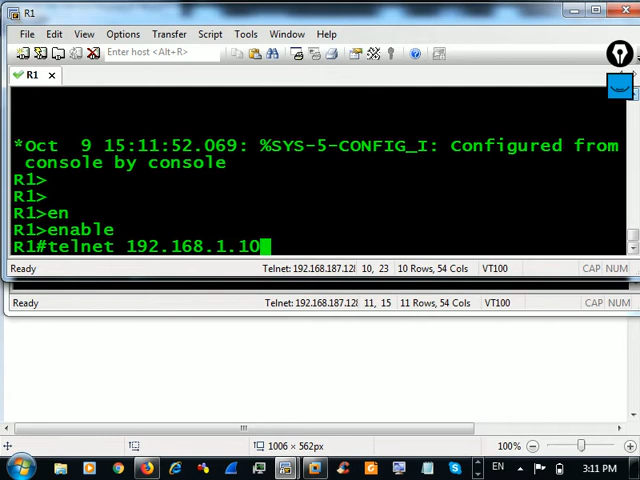 R1
File Edit View Options Transfer Script Tools Window Help
Enter host <Alt+R>
R1
*Oct  9 15:11:52.069: %SYS-5-CONFIG_I: Configured from
console by console
R1>
R1>
R1>en
R1>enable
R1#telnet 192.168.1.10
Ready Telnet: 192.168.187.128 10, 23 10 Rows, 54 Cols VT100 CAP NUM
Ready Telnet: 192.168.187.128 11, 15 11 Rows, 54 Cols VT100 CAP NUM
1006 × 562px 100%
EN 3:11 PM